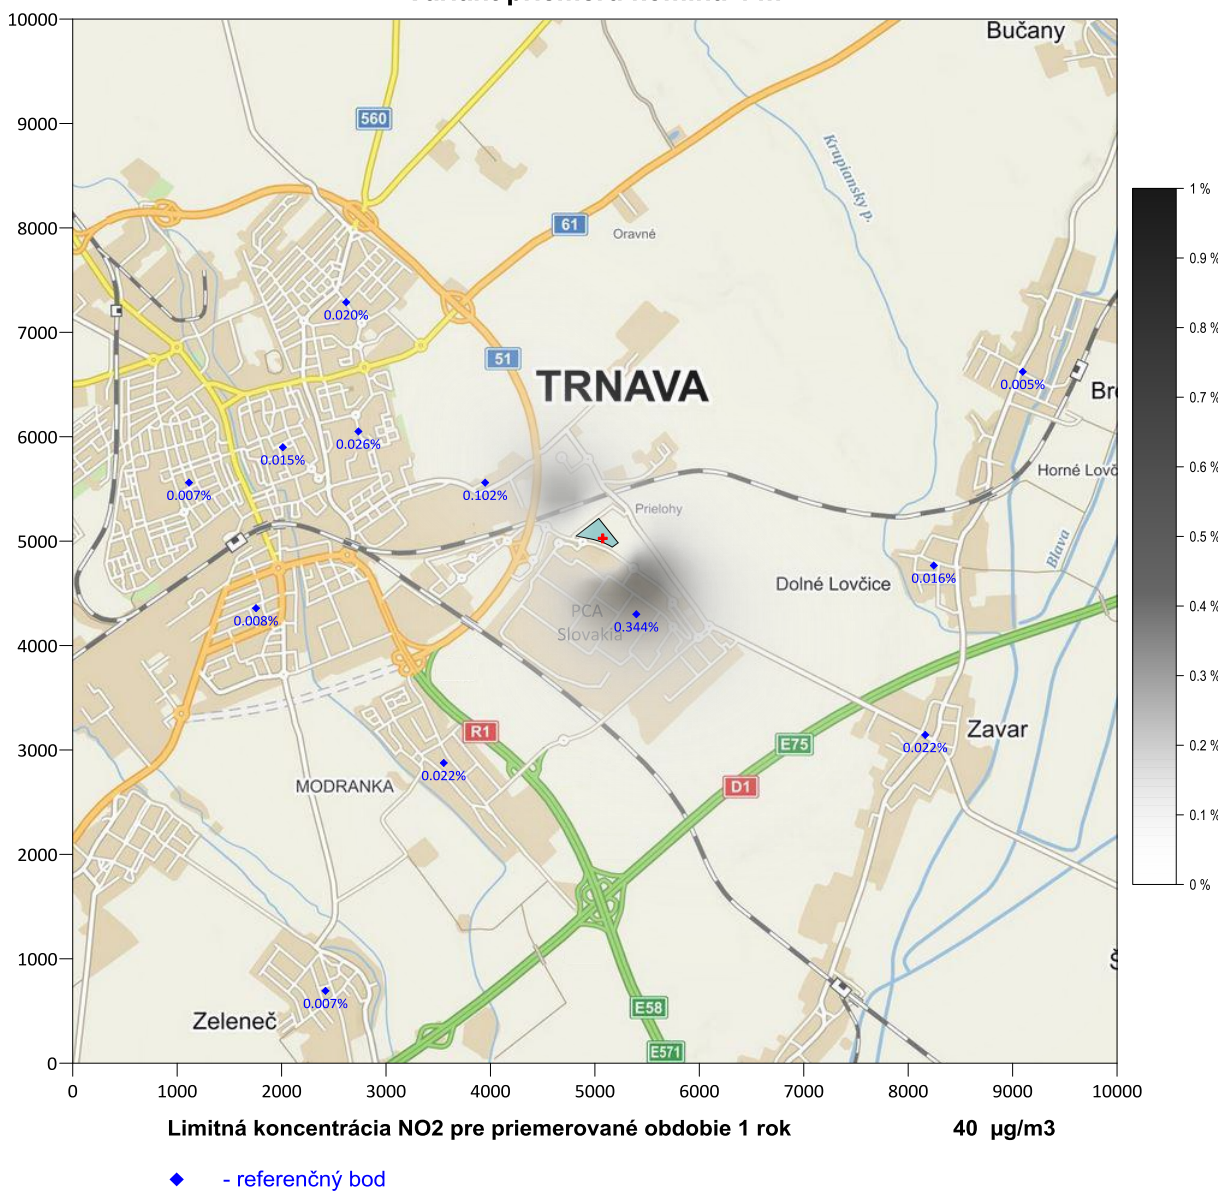 10000
Bučany
9000
560
Krupiansky p.
1 %
8000
61
Oravné
0.9 %
0.020%
7000
51
0.8 %
TRNAVA
0.005%
0.7 %
6000
0.026%
0.015%
0.6 %
Horné Lovč
0.007%
0.102%
Prielohy
5000
0.5 %
Blava
0.016%
Dolné Lovčice
0.4 %
PCA
Slovakia
0.008%
0.344%
4000
0.3 %
R1
Zavar
3000
E75
0.022%
0.2 %
0.022%
MODRANKA
D1
0.1 %
2000
0 %
1000
0.007%
Zeleneč
E58
E571
0
0 1000 2000 3000 4000 5000 6000 7000 8000 9000 10000
Limitná koncentrácia NO2 pre priemerované obdobie 1 rok 40 µg/m3
- referenčný bod